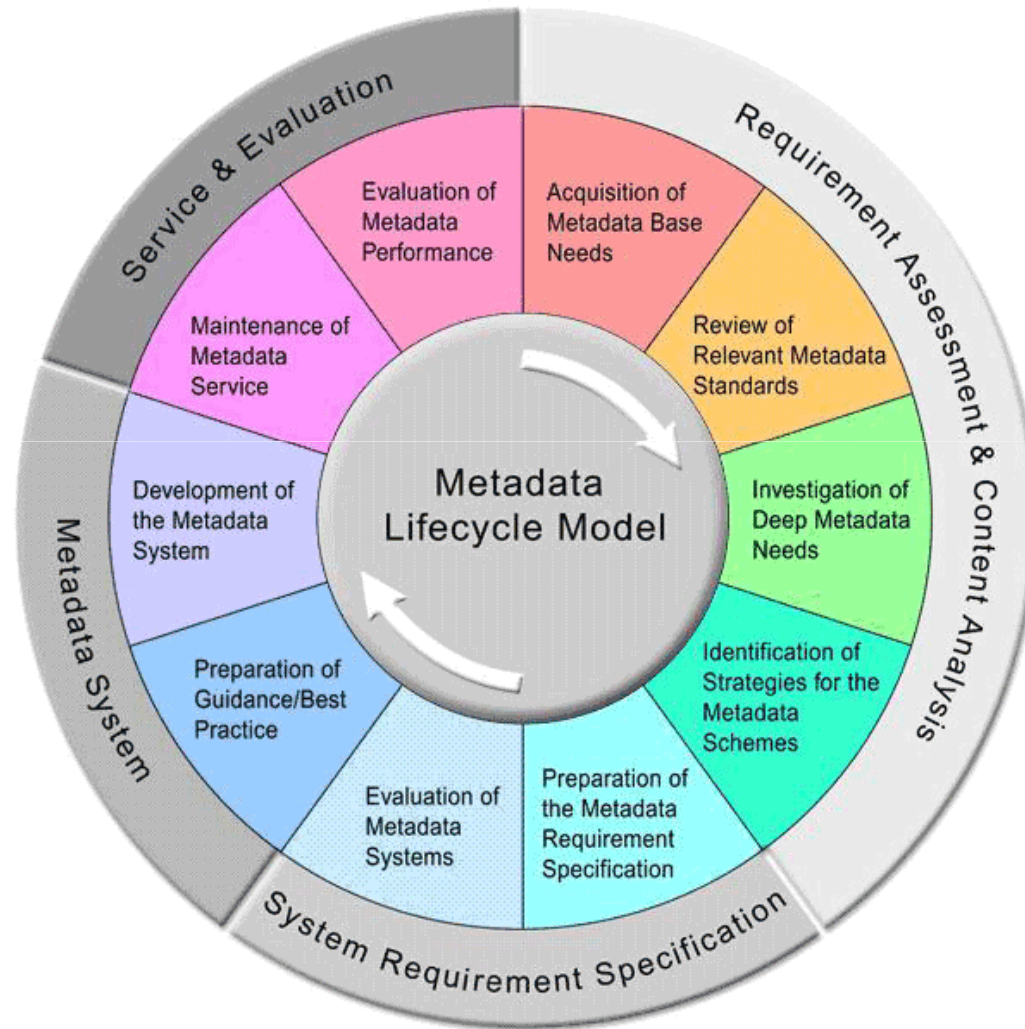 Service & Evaluation
Requirement Assessment & Content Analysis
System Requirement Specification
Metadata System
Evaluation of
Metadata
Performance
Acquisition of
Metadata Base
Needs
Review of
Relevant Metadata
Standards
Investigation of
Deep Metadata
Needs
Identification of
Strategies for the
Metadata
Schemes
Preparation of
the Metadata
Requirement
Specification
Evaluation of
Metadata
Systems
Preparation of
Guidance/Best
Practice
Development of
the Metadata
System
Maintenance of
Metadata
Service
Metadata
Lifecycle Model